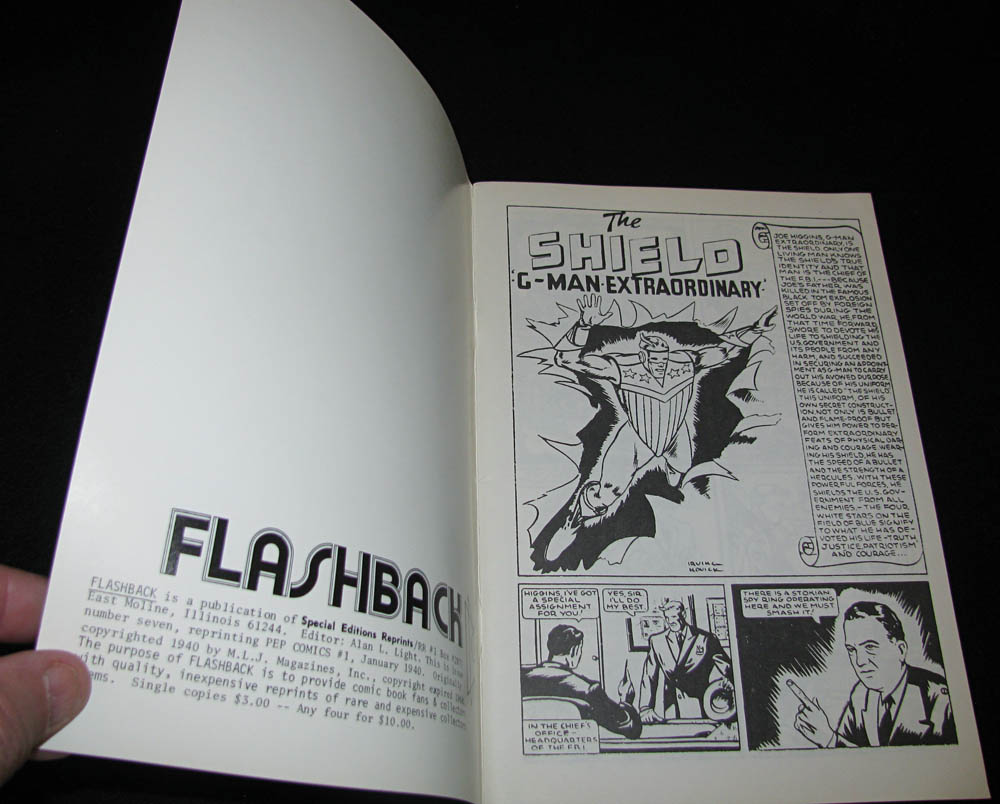 FLASHBACK
FLASHBACK is a publication of Special Editions Reprints/RR #1 Box
East Moline, Illinois 61244. Editor: Alan L. Light. This is issue
number seven, reprinting PEP COMICS #1, January 1940.
copyrighted 1940 by M.L.J. Magazines, Inc., copyright expired
The purpose of FLASHBACK is to provide comic book fans & collectors
with quality, inexpensive reprints of rare and expensive collectors
ems. Single copies $3.00 -- Any four for $10.00.
The
SHIELD
'G-MAN EXTRAORDINARY'
JOE HIGGINS, G-MAN
EXTRAORDINARY, IS
THE SHIELD. ONLY ONE
LIVING MAN KNOWS
THE SHIELD'S TRUE
IDENTITY AND THAT
MAN IS THE CHIEF OF
THE F.B.I.--BECAUSE
JOE'S FATHER, WAS
KILLED IN THE FAMOUS
BLACK TOM EXPLOSION
SET OFF BY FOREIGN
SPIES DURING THE
WORLD WAR, HE FROM
THAT TIME FORWARD,
SWORE TO DEVOTE HIS
LIFE TO SHIELDING THE
U.S. GOVERNMENT AND
ITS PEOPLE FROM ANY
HARM, AND SUCCEEDED
IN SECURING AN APPOINT-
MENT AS G-MAN TO CARRY
OUT HIS AVOWED PURPOSE.
BECAUSE OF HIS UNIFORM
HE IS CALLED "THE SHIELD"
THIS UNIFORM, OF HIS
OWN SECRET CONSTRUCT-
ION, NOT ONLY IS BULLET
AND FLAME-PROOF BUT
GIVES HIM POWER TO PER-
FORM EXTRAORDINARY
FEATS OF PHYSICAL DAR-
ING AND COURAGE. WEAR-
ING HIS SHIELD, HE HAS
THE SPEED OF A BULLET
AND THE STRENGTH OF A
HERCULES. WITH THESE
POWERFUL FORCES, HE
SHIELDS THE U.S. GOV-
ERNMENT FROM ALL
ENEMIES.- THE FOUR
WHITE STARS ON THE
FIELD OF BLUE SIGNIFY
TO WHAT HE HAS DE-
VOTED HIS LIFE-TRUTH,
JUSTICE, PATRIOTISM
AND COURAGE...
IRVING
NOVICK
HIGGINS, I'VE GOT
A SPECIAL
ASSIGNMENT
FOR YOU!
YES, SIR
I'LL DO
MY BEST.
IN THE CHIEF'S
OFFICE-
HEADQUARTERS
OF THE F.B.I.
THERE IS A STOKIAN
SPY RING OPERATING
HERE AND WE MUST
SMASH IT!